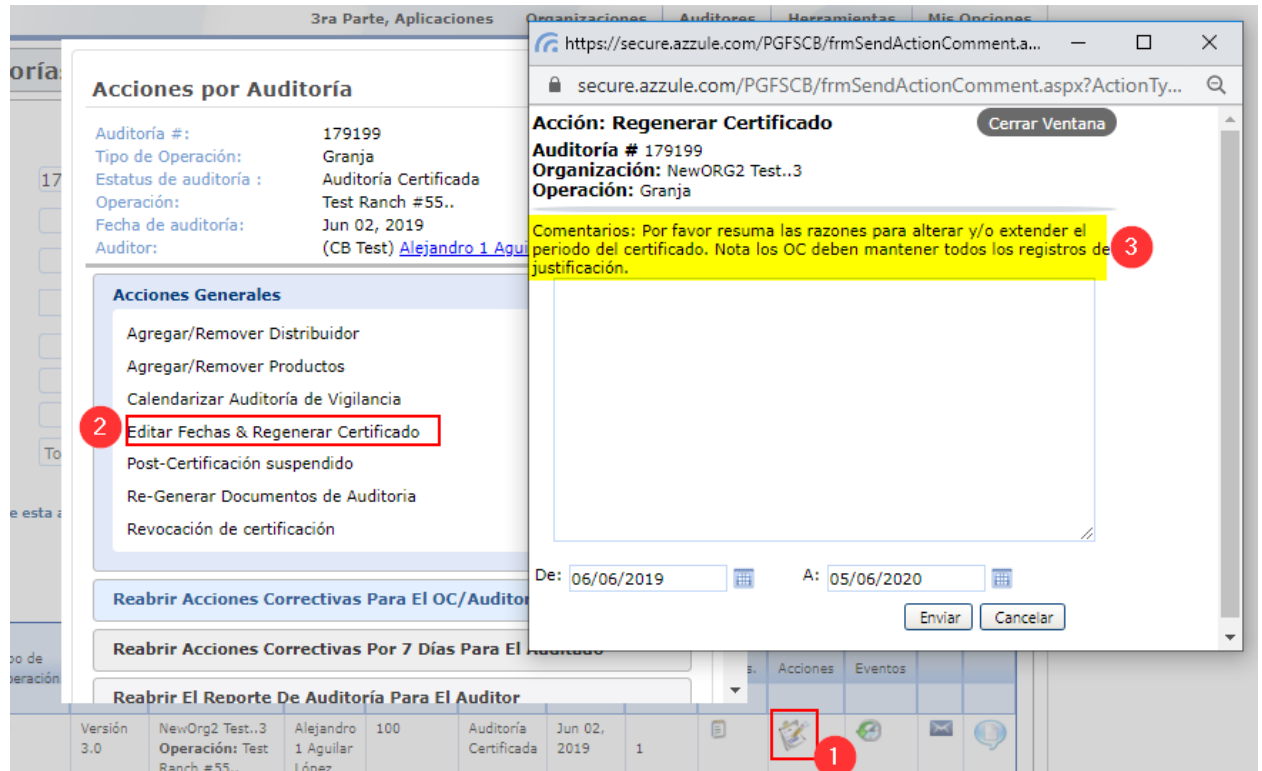 3ra Parte, Aplicaciones Organizaciones Auditores Herramientas Mis Opciones
Acciones por Auditoría
Auditoría #: 179199
Tipo de Operación: Granja
Estatus de auditoría : Auditoría Certificada
Operación: Test Ranch #55..
Fecha de auditoría: Jun 02, 2019
Auditor: (CB Test) Alejandro 1 Agui
17
To
e esta a
Acciones Generales
Agregar/Remover Distribuidor
Agregar/Remover Productos
Calendarizar Auditoría de Vigilancia
2
Editar Fechas & Regenerar Certificado
Post-Certificación suspendido
Re-Generar Documentos de Auditoria
Revocación de certificación
Reabrir Acciones Correctivas Para El OC/Auditor
Reabrir Acciones Correctivas Por 7 Días Para El Auditado
Reabrir El Reporte De Auditoría Para El Auditor
https://secure.azzule.com/PGFSCB/frmSendActionComment.a...
secure.azzule.com/PGFSCB/frmSendActionComment.aspx?ActionTy...
Acción: Regenerar Certificado
Cerrar Ventana
Auditoría # 179199
Organización: NewORG2 Test..3
Operación: Granja
Comentarios: Por favor resuma las razones para alterar y/o extender el
periodo del certificado. Nota los OC deben mantener todos los registros de
justificación.
3
De: 06/06/2019 A: 05/06/2020
Enviar Cancelar
po de
peración
s. Acciones Eventos
Versión
3.0
NewOrg2 Test..3
Operación: Test
Ranch #55..
Alejandro
1 Aguilar
López
100
Auditoría
Certificada
Jun 02,
2019
1
1